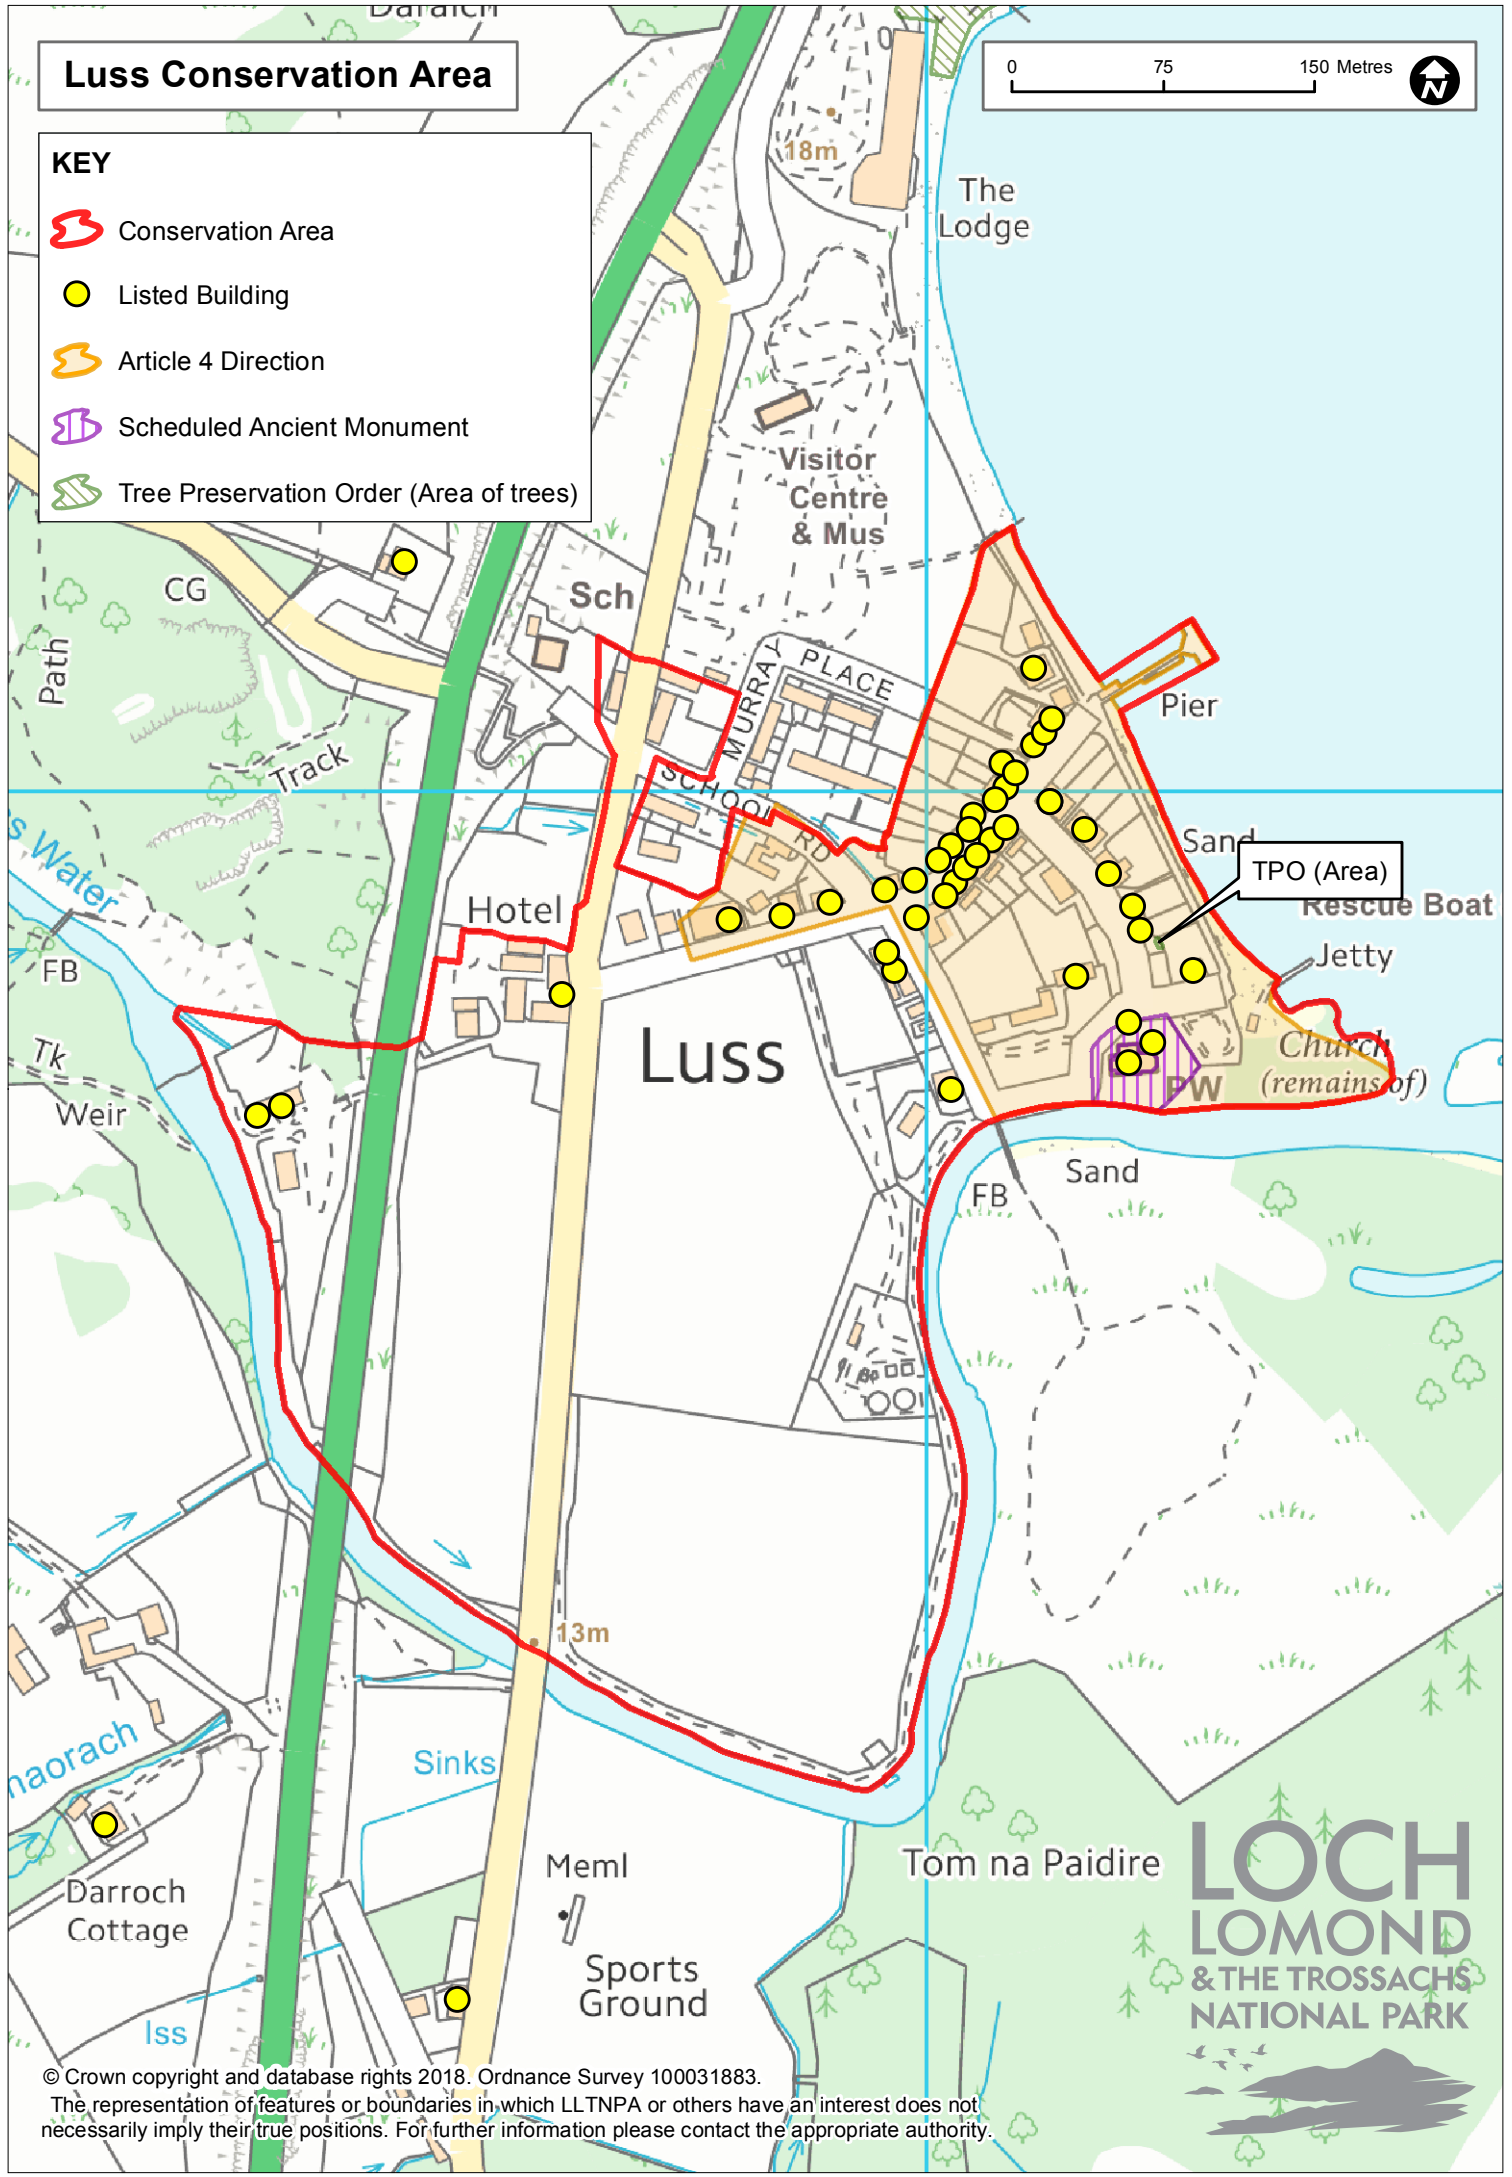 Luss Conservation Area
0 75 150 Metres
N
KEY
Conservation Area
Listed Building
Article 4 Direction
Scheduled Ancient Monument
Tree Preservation Order (Area of trees)
18m
The
Lodge
Visitor
Centre
& Mus
Sch
CG
Path
Track
MURRAY PLACE
SCHOOL RD
Pier
Sand
TPO (Area)
Rescue Boat
Jetty
Hotel
Water
FB
Tk
Weir
Luss
Church
(remains of)
PW
Sand
FB
13m
Sinks
Meml
Sports
Ground
Tom na Paidire
Darroch
Cottage
Iss
LOCH
LOMOND
& THE TROSSACHS
NATIONAL PARK
© Crown copyright and database rights 2018. Ordnance Survey 100031883.
The representation of features or boundaries in which LLTNPA or others have an interest does not
necessarily imply their true positions. For further information please contact the appropriate authority.